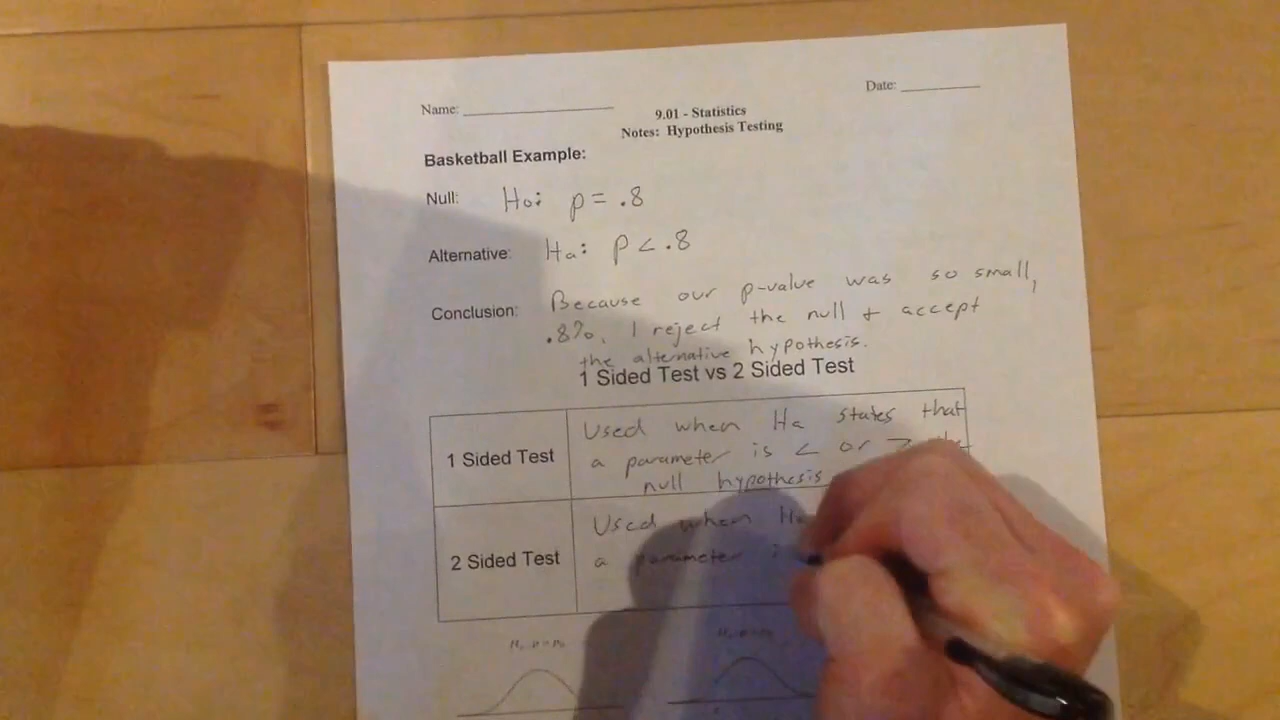 Name: Date:
9.01 - Statistics
Notes: Hypothesis Testing
Basketball Example:
Null: Ho: p = .8
Alternative: Ha: p < .8
Conclusion: Because our p-value was so small,
.8%, I reject the null + accept
the alternative hypothesis.
1 Sided Test vs 2 Sided Test
1 Sided Test
Used when Ha states that
a parameter is < or >
null hypothesis
2 Sided Test
Used when Ha
a parameter